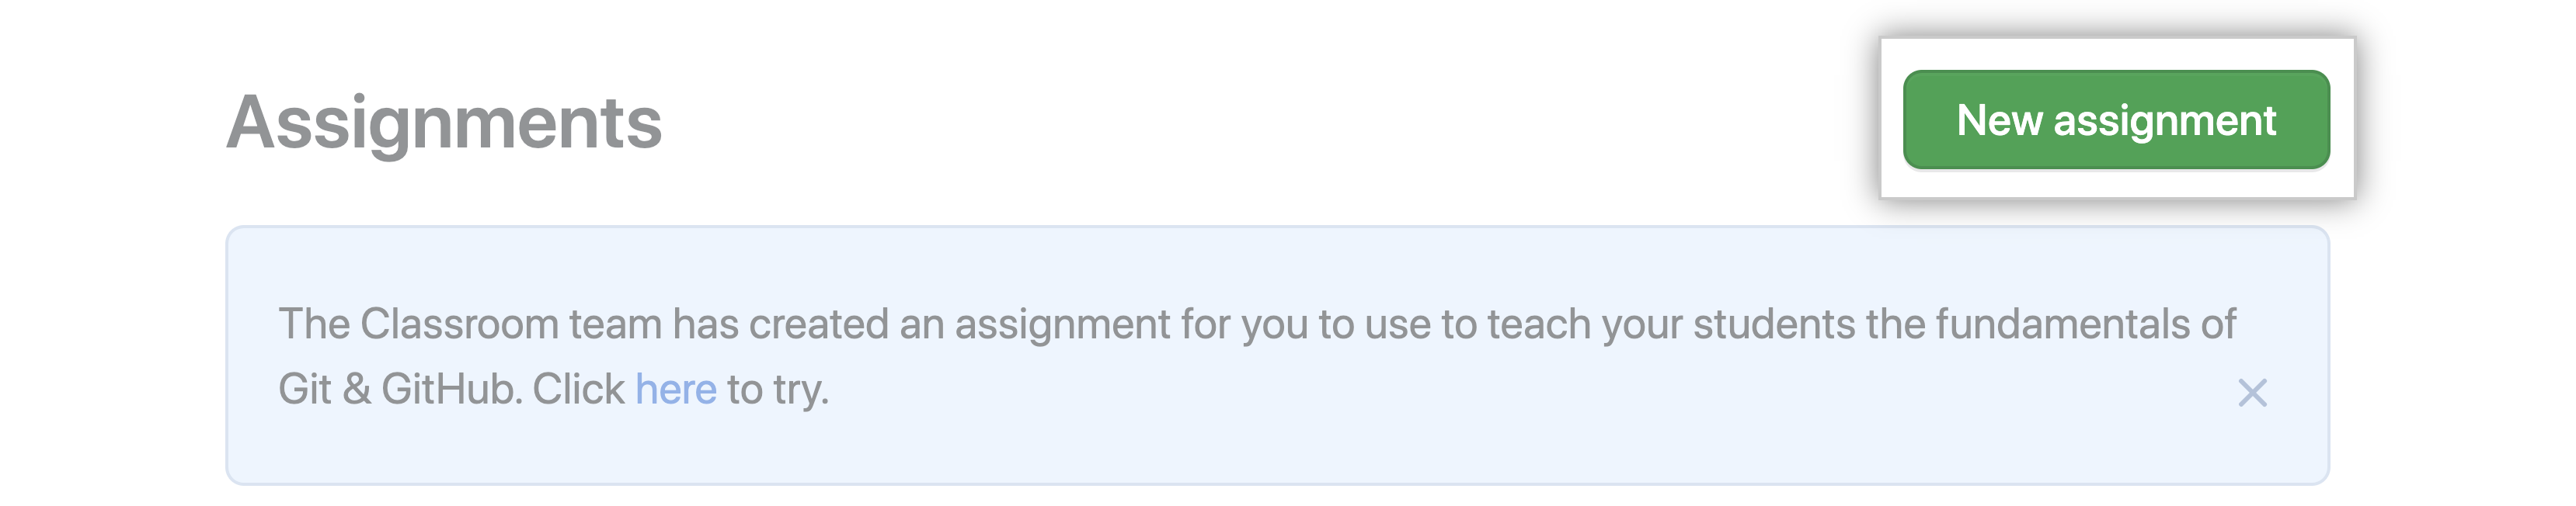 Assignments
New assignment
The Classroom team has created an assignment for you to use to teach your students the fundamentals of
Git & GitHub. Click here to try.